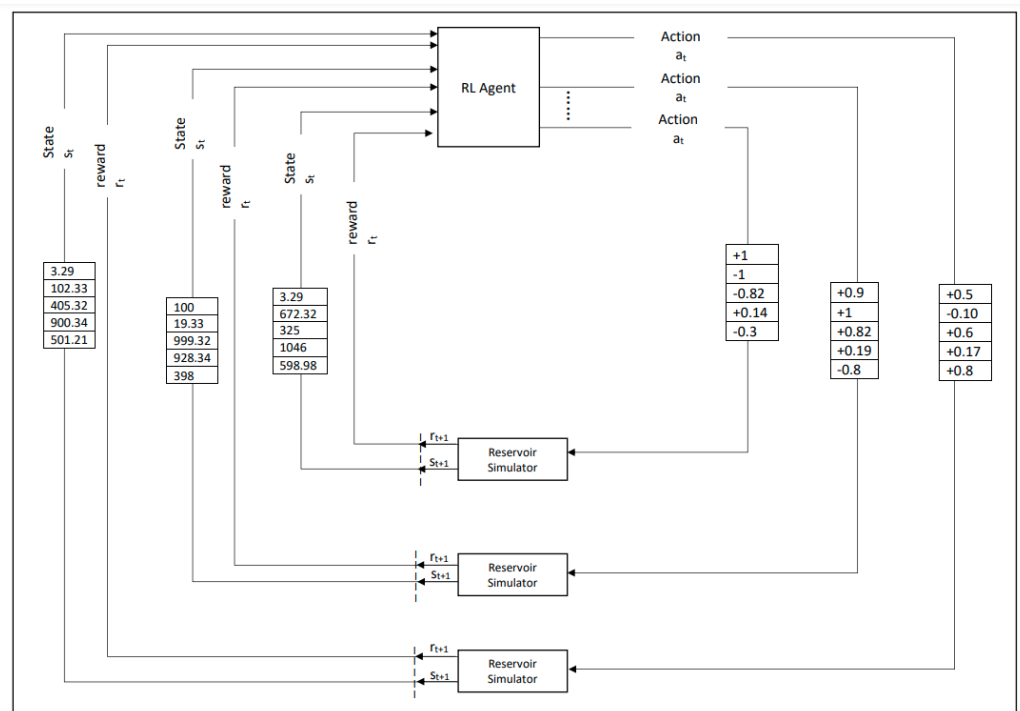 Action
aₜ
RL Agent
Action
aₜ
Action
aₜ
State
sₜ
reward
rₜ
State
sₜ
reward
rₜ
State
sₜ
reward
rₜ
3.29
102.33
405.32
900.34
501.21
100
19.33
999.32
928.34
398
3.29
672.32
325
1046
598.98
+1
-1
-0.82
+0.14
-0.3
+0.9
+1
+0.82
+0.19
-0.8
+0.5
-0.10
+0.6
+0.17
+0.8
rₜ₊₁
sₜ₊₁
Reservoir
Simulator
rₜ₊₁
sₜ₊₁
Reservoir
Simulator
rₜ₊₁
sₜ₊₁
Reservoir
Simulator